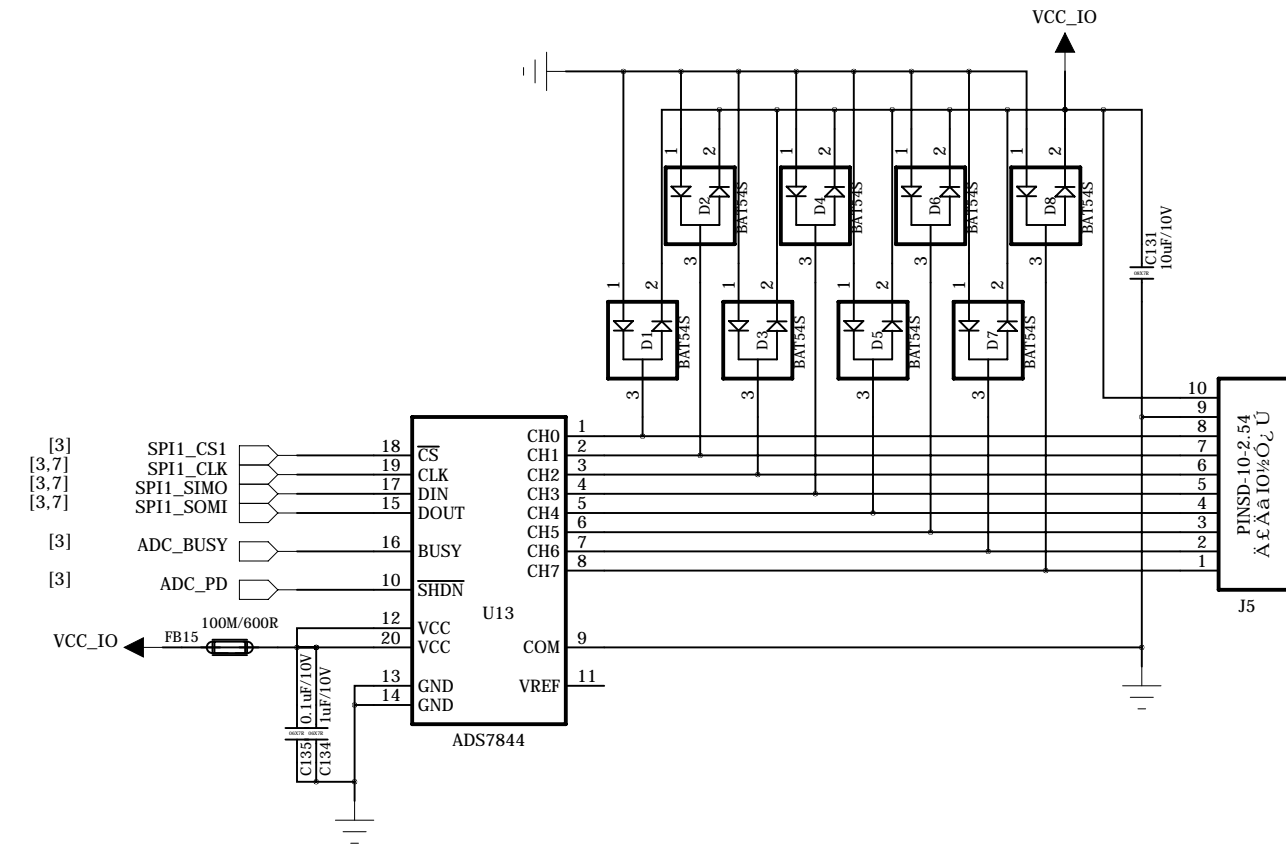 VCC_IO
1
2
D2
BAT54S
3
1
2
D4
BAT54S
3
1
2
D6
BAT54S
3
1
2
D8
BAT54S
3
C131
10uF/10V
1
2
D1
BAT54S
3
1
2
D3
BAT54S
3
1
2
D5
BAT54S
3
1
2
D7
BAT54S
3
[3] SPI1_CS1 18 CS CH0 1
[3,7] SPI1_CLK 19 CLK CH1 2
[3,7] SPI1_SIMO 17 DIN CH2 3
[3,7] SPI1_SOMI 15 DOUT CH3 4
CH4 5
[3] ADC_BUSY 16 BUSY CH5 6
CH6 7
[3] ADC_PD 10 SHDN CH7 8
U13
VCC_IO FB15 100M/600R
12 VCC
20 VCC COM 9
13 GND VREF 11
14 GND
ADS7844
C135 0.1uF/10V
C134 1uF/10V
10
9
8
7
6
5
4
3
2
1
PINSD-10-2.54
Ä£ÄâIO½Ó¿Ú
J5